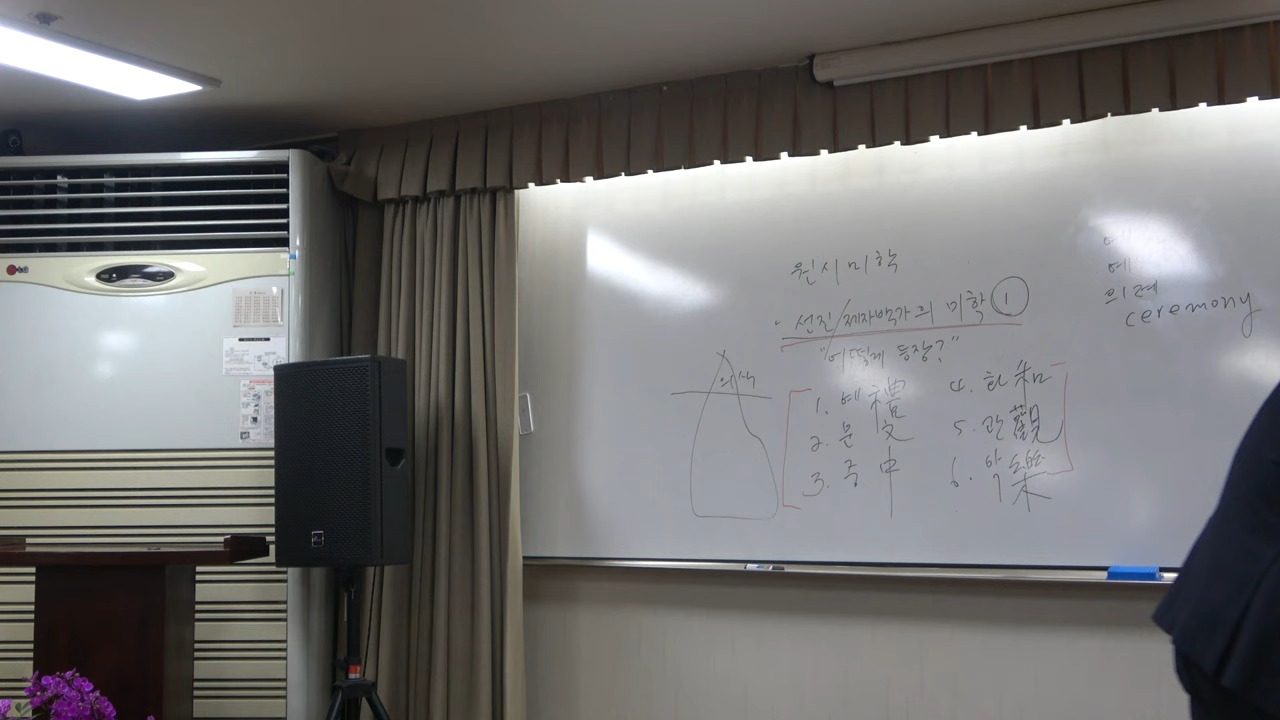 원시미학
선진/제자백가의 미학 ①
"어떻게 등장?"
의식
1. 예 禮
2. 문 文
3. 중 中
4. 화 和
5. 관 觀
6. 악 樂
예
의례
ceremony